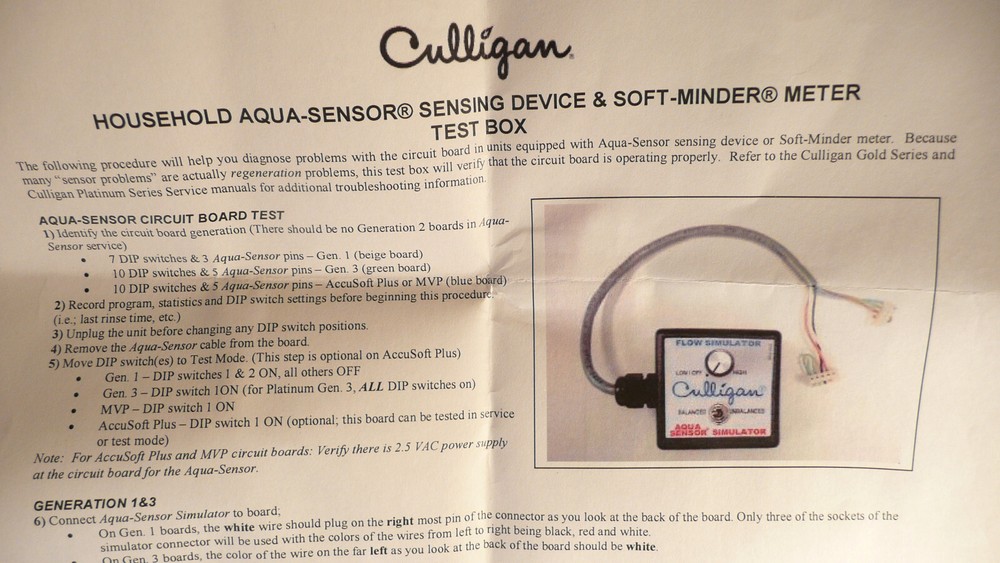 Culligan®
HOUSEHOLD AQUA-SENSOR® SENSING DEVICE & SOFT-MINDER® METER
TEST BOX
The following procedure will help you diagnose problems with the circuit board in units equipped with Aqua-Sensor sensing device or Soft-Minder meter. Because
many "sensor problems" are actually regeneration problems, this test box will verify that the circuit board is operating properly. Refer to the Culligan Gold Series and
Culligan Platinum Series Service manuals for additional troubleshooting information.
AQUA-SENSOR CIRCUIT BOARD TEST
1) Identify the circuit board generation (There should be no Generation 2 boards in Aqua-
Sensor service)
• 7 DIP switches & 3 Aqua-Sensor pins – Gen. 1 (beige board)
• 10 DIP switches & 5 Aqua-Sensor pins – Gen. 3 (green board)
• 10 DIP switches & 5 Aqua-Sensor pins – AccuSoft Plus or MVP (blue board)
2) Record program, statistics and DIP switch settings before beginning this procedure.
(i.e.; last rinse time, etc.)
3) Unplug the unit before changing any DIP switch positions.
4) Remove the Aqua-Sensor cable from the board.
5) Move DIP switch(es) to Test Mode. (This step is optional on AccuSoft Plus)
• Gen. 1 – DIP switches 1 & 2 ON, all others OFF
• Gen. 3 – DIP switch 1ON (for Platinum Gen. 3, ALL DIP switches on)
• MVP – DIP switch 1 ON
• AccuSoft Plus – DIP switch 1 ON (optional; this board can be tested in service
or test mode)
Note: For AccuSoft Plus and MVP circuit boards: Verify there is 2.5 VAC power supply
at the circuit board for the Aqua-Sensor.
FLOW SIMULATOR
LOW / OFF HIGH
Culligan®
BALANCED UNBALANCED
AQUA
SENSOR® SIMULATOR
GENERATION 1&3
6) Connect Aqua-Sensor Simulator to board;
• On Gen. 1 boards, the white wire should plug on the right most pin of the connector as you look at the back of the board. Only three of the sockets of the
simulator connector will be used with the colors of the wires from left to right being black, red and white.
• On Gen. 3 boards, the color of the wire on the far left as you look at the back of the board should be white.